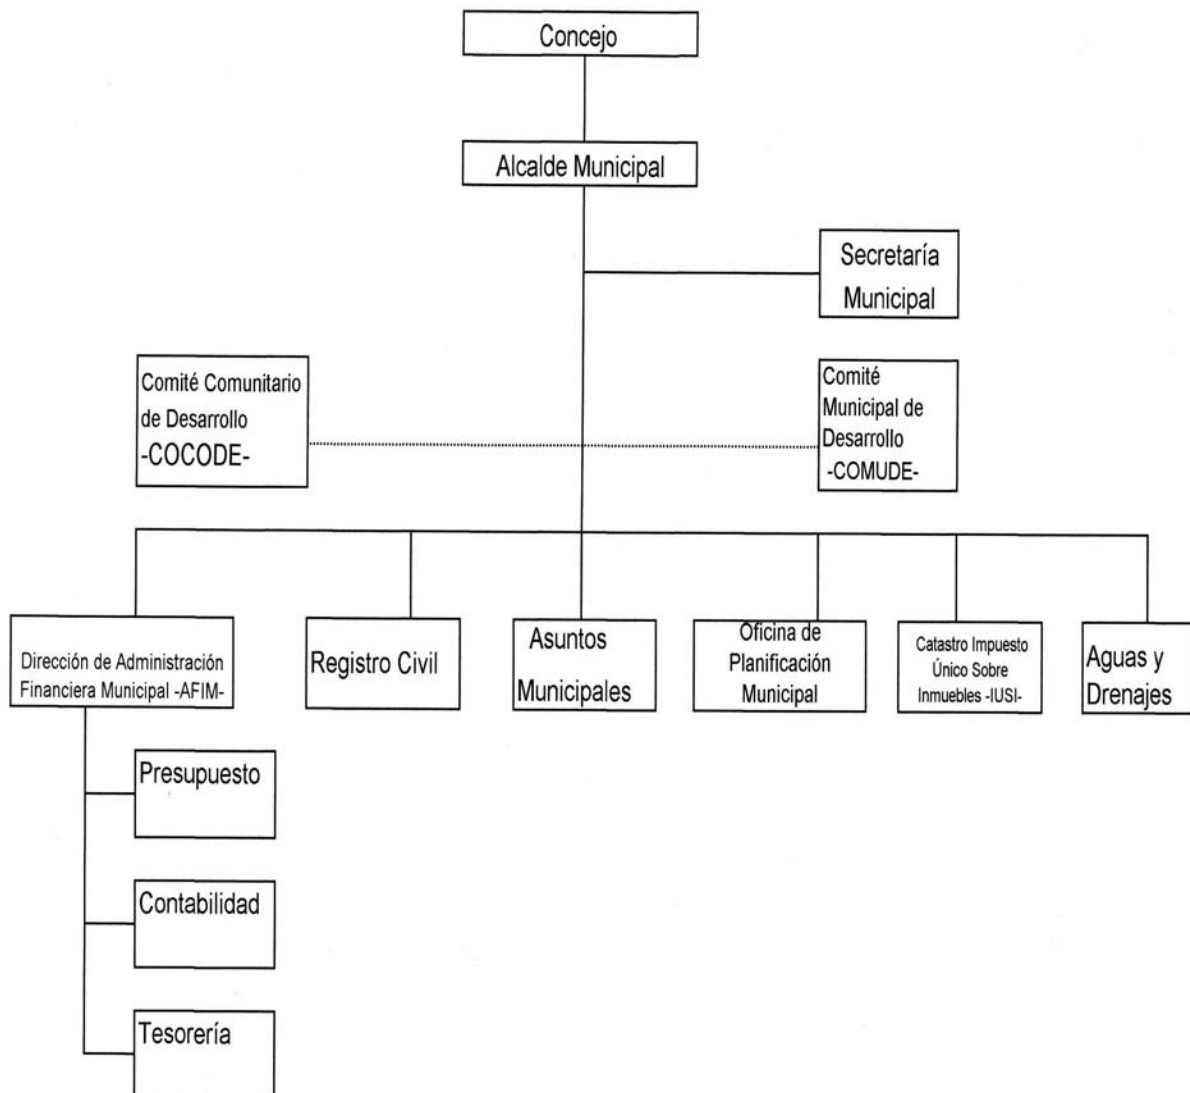 Concejo
Alcalde Municipal
Secretaría
Municipal
Comité Comunitario
de Desarrollo
-COCODE-
Comité
Municipal de
Desarrollo
-COMUDE-
Dirección de Administración
Financiera Municipal -AFIM-
Registro Civil
Asuntos
Municipales
Oficina de
Planificación
Municipal
Catastro Impuesto
Único Sobre
Inmuebles -IUSI-
Aguas y
Drenajes
Presupuesto
Contabilidad
Tesorería